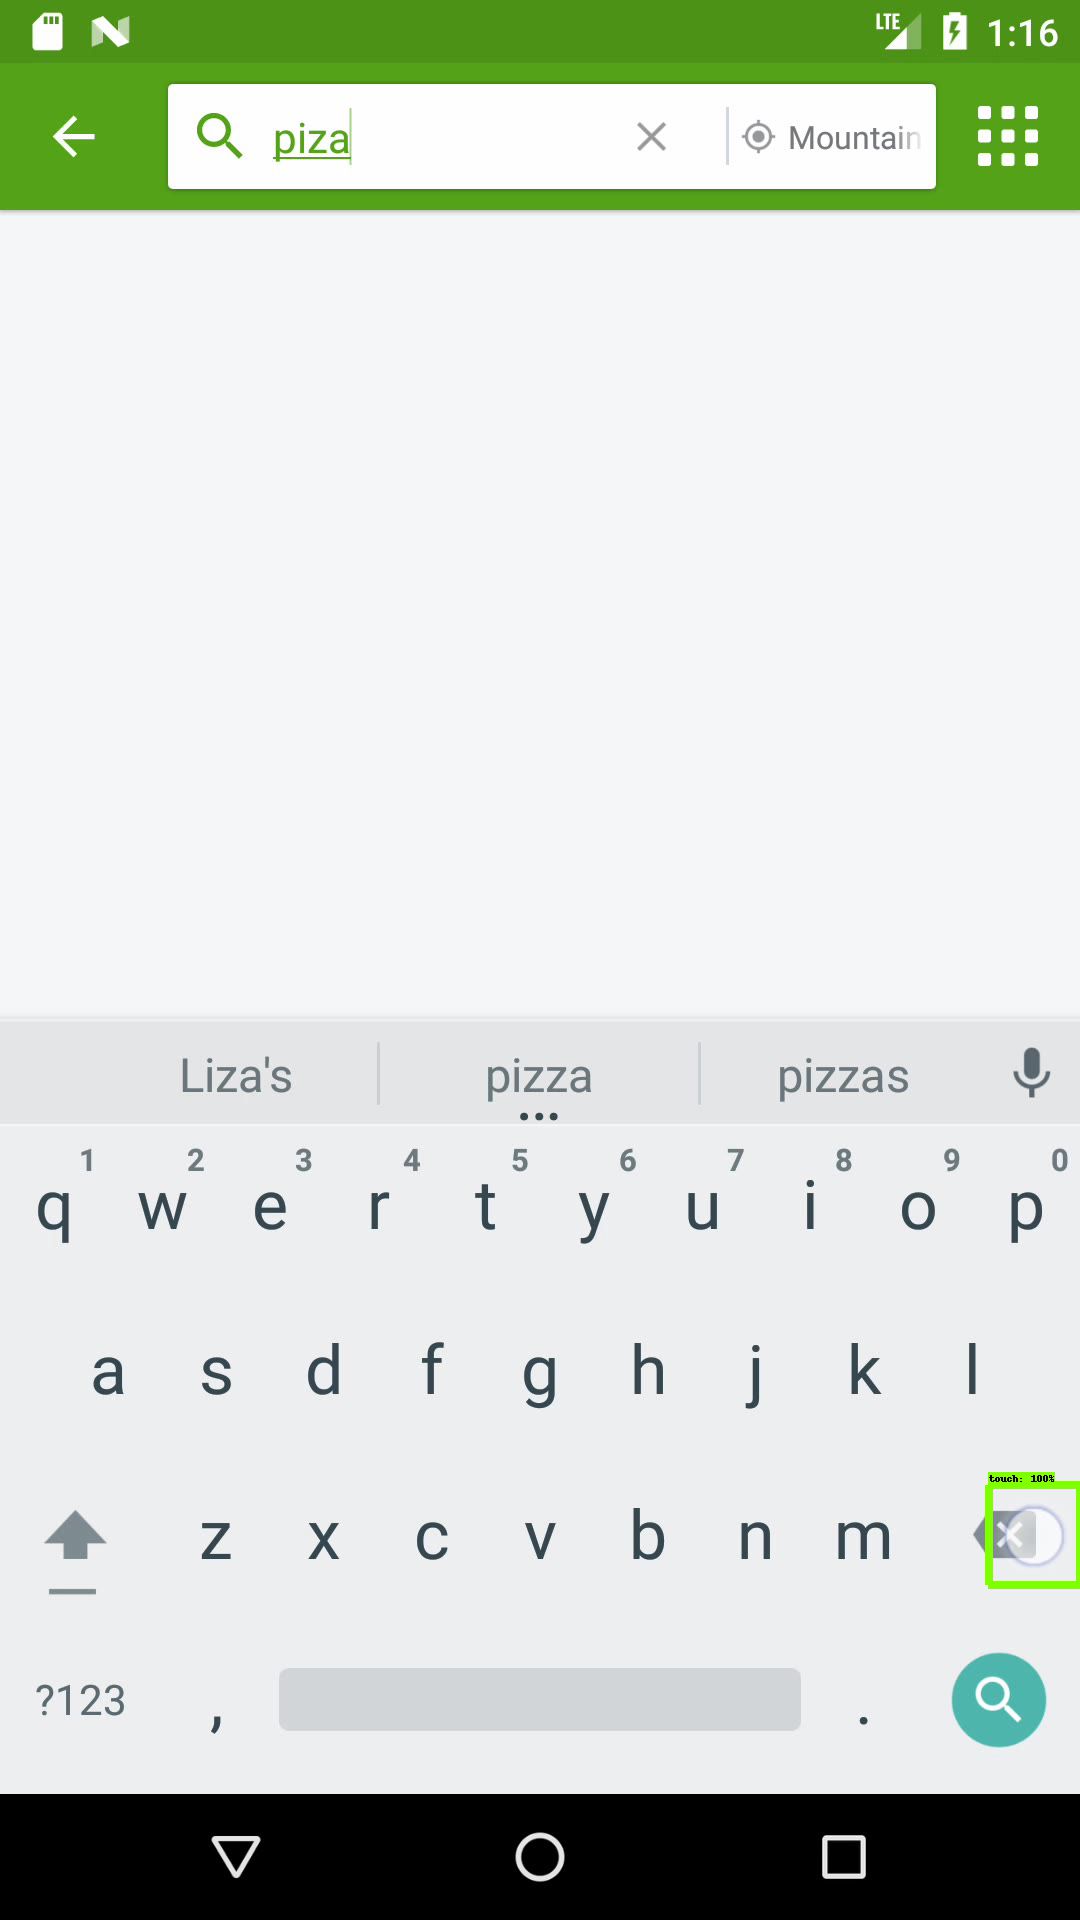 LTE 1:16
piza Mountain
Liza's pizza pizzas
1 2 3 4 5 6 7 8 9 0
q w e r t y u i o p
a s d f g h j k l
touch: 100%
z x c v b n m
?123 , .